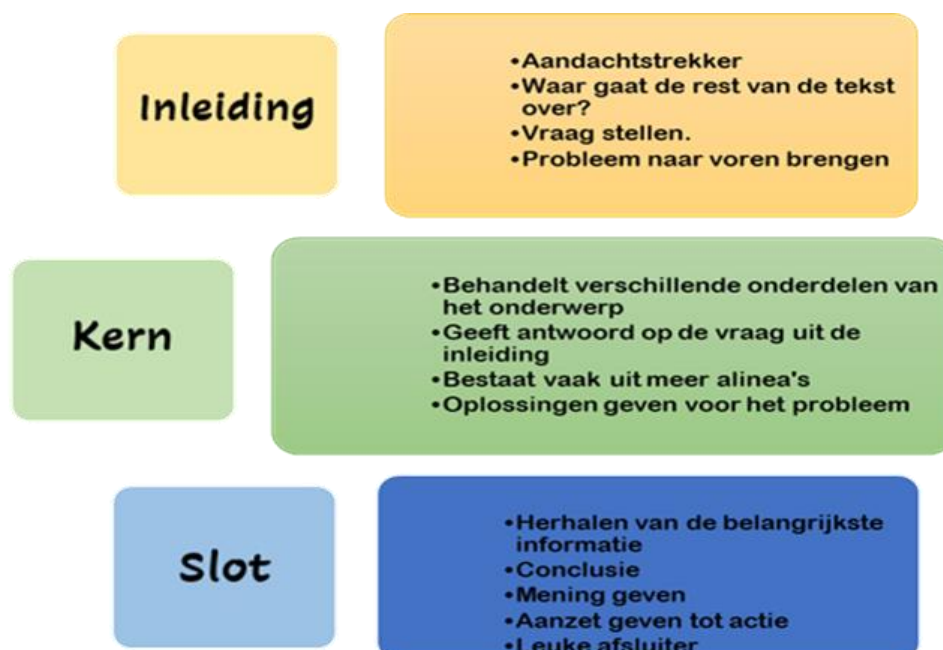 Inleiding
•Aandachtstrekker
•Waar gaat de rest van de tekst
over?
•Vraag stellen.
•Probleem naar voren brengen
Kern
•Behandelt verschillende onderdelen van
het onderwerp
•Geeft antwoord op de vraag uit de
inleiding
•Bestaat vaak uit meer alinea's
•Oplossingen geven voor het probleem
Slot
•Herhalen van de belangrijkste
informatie
•Conclusie
•Mening geven
•Aanzet geven tot actie
•Leuke afsluiter